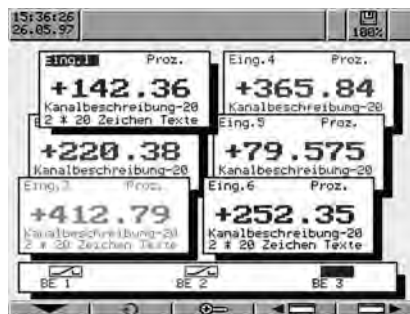 15:36:26
26.05.97
100%
Eing.1 Proz.
+142.36
Kanalbeschreibung-20
2 * 20 Zeichen Texte
Eing.4 Proz.
+365.84
Kanalbeschreibung-20
+220.38
Kanalbeschreibung-20
Eing.5 Proz.
+79.575
Kanalbeschreibung-20
Eing.3 Proz.
+412.79
Kanalbeschreibung-20
2 * 20 Zeichen Texte
Eing.6 Proz.
+252.35
Kanalbeschreibung-20
2 * 20 Zeichen Texte
BE 1 BE 2 BE 3